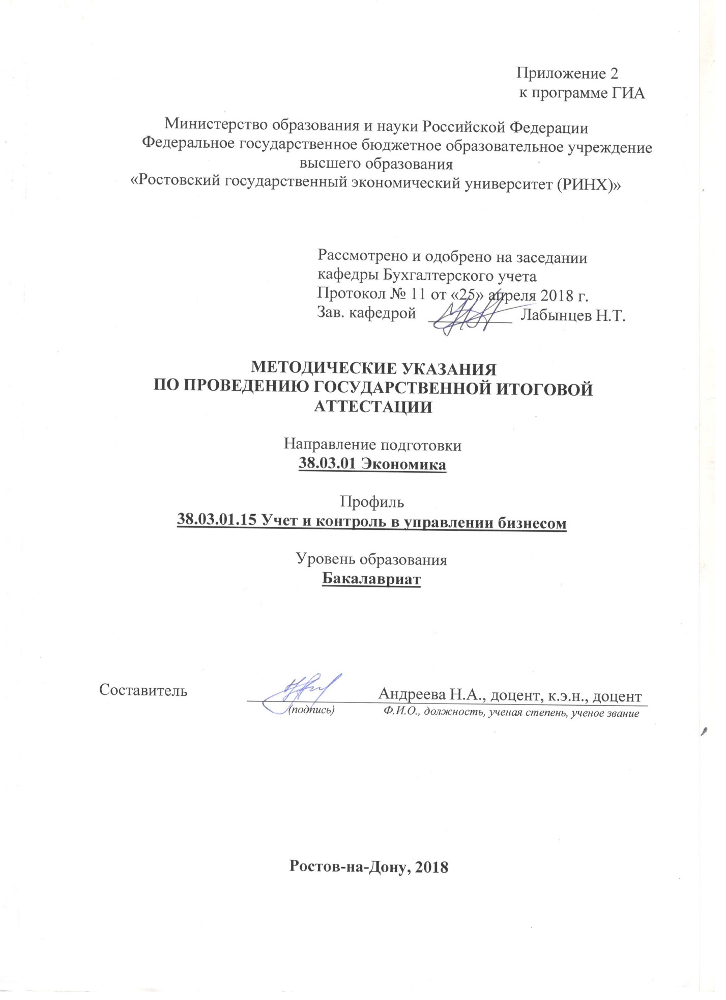 Приложение 2
к программе ГИА
Министерство образования и науки Российской Федерации
Федеральное государственное бюджетное образовательное учреждение
высшего образования
«Ростовский государственный экономический университет (РИНХ)»
Рассмотрено и одобрено на заседании
кафедры Бухгалтерского учета
Протокол № 11 от «25» апреля 2018 г.
Зав. кафедрой Лабынцев Н.Т.
МЕТОДИЧЕСКИЕ УКАЗАНИЯ
ПО ПРОВЕДЕНИЮ ГОСУДАРСТВЕННОЙ ИТОГОВОЙ
АТТЕСТАЦИИ
Направление подготовки
38.03.01 Экономика
Профиль
38.03.01.15 Учет и контроль в управлении бизнесом
Уровень образования
Бакалавриат
Составитель Андреева Н.А., доцент, к.э.н., доцент
(подпись) Ф.И.О., должность, ученая степень, ученое звание
Ростов-на-Дону, 2018